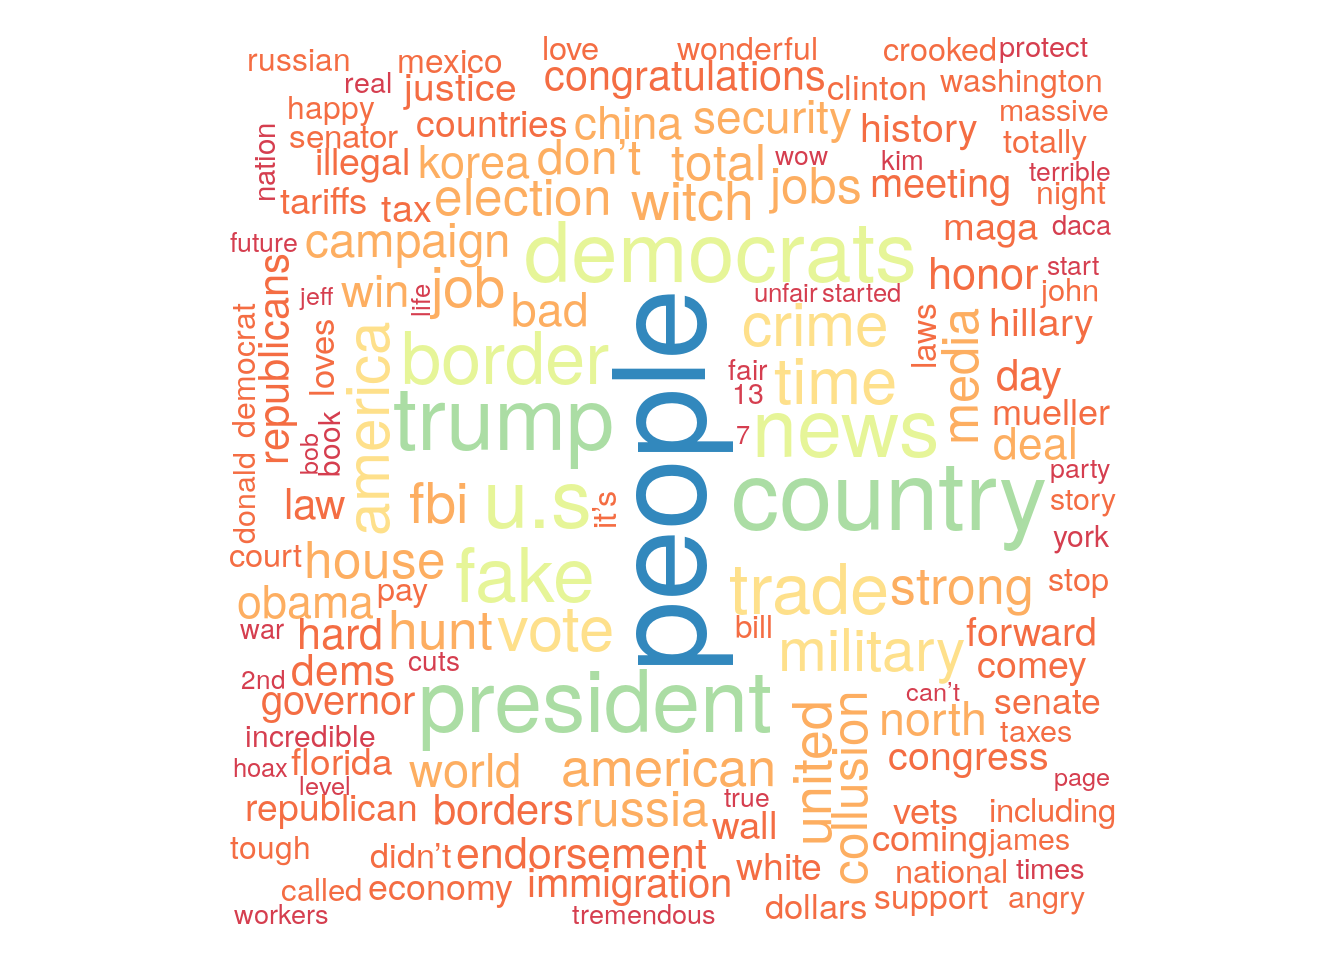 russian
mexico
love
wonderful
crooked
protect
real
justice
congratulations
clinton
washington
happy
senator
countries
china
security
history
massive
totally
nation
illegal
korea
don’t
total
wow
kim
terrible
tariffs
tax
election
witch
jobs
meeting
night
future
campaign
democrats
maga
daca
republicans
jeff
win
life
job
bad
unfair
started
honor
start
john
democrat
loves
america
border
people
crime
laws
media
hillary
donald
bob
book
trump
fair
13
time
day
7
news
mueller
deal
law
fbi
u.s
it’s
country
party
story
york
court
house
fake
trade
strong
stop
obama
pay
war
hard
hunt
vote
bill
military
forward
comey
2nd
dems
cuts
governor
president
can’t
senate
incredible
united
collusion
north
taxes
hoax
florida
level
world
american
congress
page
republican
borders
russia
true
wall
vets
including
tough
didn’t
endorsement
white
coming
james
called
economy
immigration
national
times
workers
tremendous
dollars
support
angry